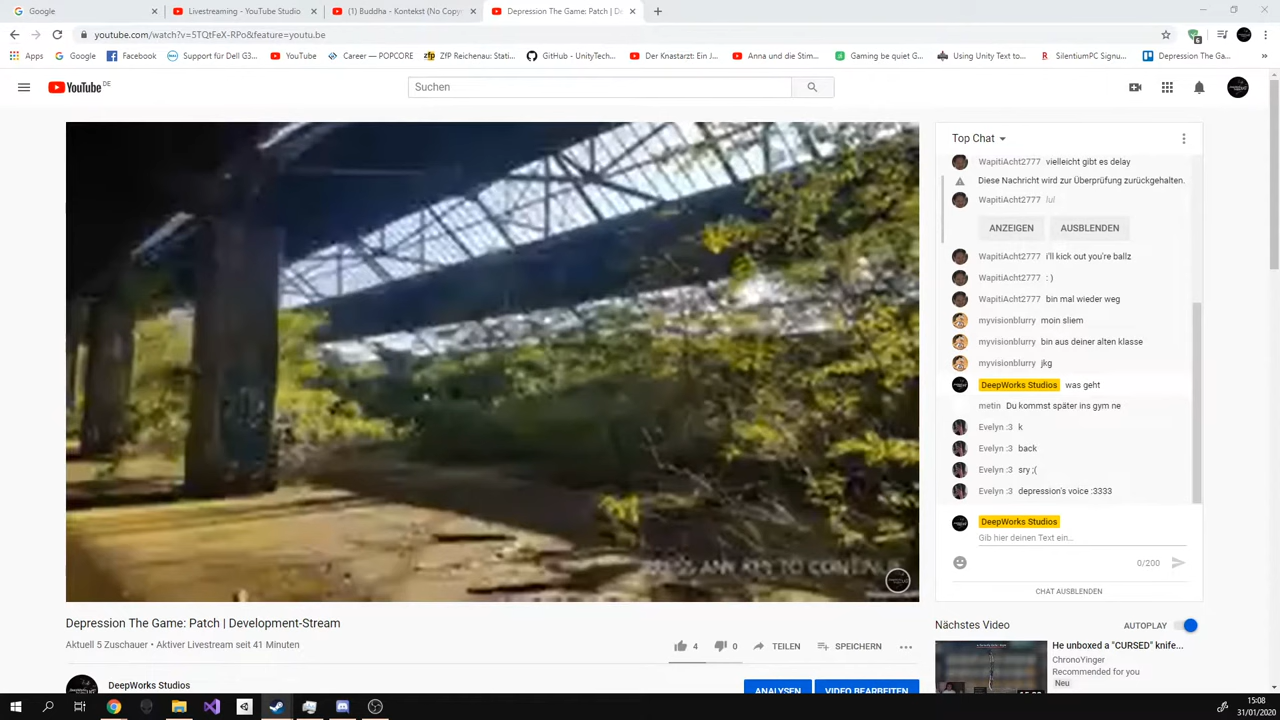 Google
Livestreaming - YouTube Studio
(1) Buddha - Kontekst (No Copyr
Depression The Game: Patch | De
youtube.com/watch?v=5TQtFeX-RPo&feature=youtu.be
6
Apps
Google
Facebook
Support für Dell G3...
YouTube
Career — POPCORE
zfp
ZfP Reichenau: Stati...
GitHub - UnityTech...
Der Knastarzt: Ein J...
Anna und die Stim...
Gaming be quiet G...
Using Unity Text to...
SilentiumPC Signu...
Depression The Ga...
YouTube DE
Suchen
PRESS ANY KEY TO CONTINUE
Top Chat
WapitiAcht2777 vielleicht gibt es delay
Diese Nachricht wird zur Überprüfung zurückgehalten.
WapitiAcht2777 lul
ANZEIGEN
AUSBLENDEN
WapitiAcht2777 i'll kick out you're ballz
WapitiAcht2777 : )
WapitiAcht2777 bin mal wieder weg
myvisionblurry moin sliem
myvisionblurry bin aus deiner alten klasse
myvisionblurry jkg
DeepWorks Studios was geht
metin Du kommst später ins gym ne
Evelyn :3 k
Evelyn :3 back
Evelyn :3 sry ;(
Evelyn :3 depression's voice :3333
DeepWorks Studios
Gib hier deinen Text ein...
0/200
CHAT AUSBLENDEN
Depression The Game: Patch | Development-Stream
Aktuell 5 Zuschauer • Aktiver Livestream seit 41 Minuten
4
0
TEILEN
SPEICHERN
DeepWorks Studios
ANALYSEN
VIDEO BEARBEITEN
Nächstes Video
AUTOPLAY
He unboxed a "CURSED" knife...
ChronoYinger
Recommended for you
Neu
15:08
31/01/2020